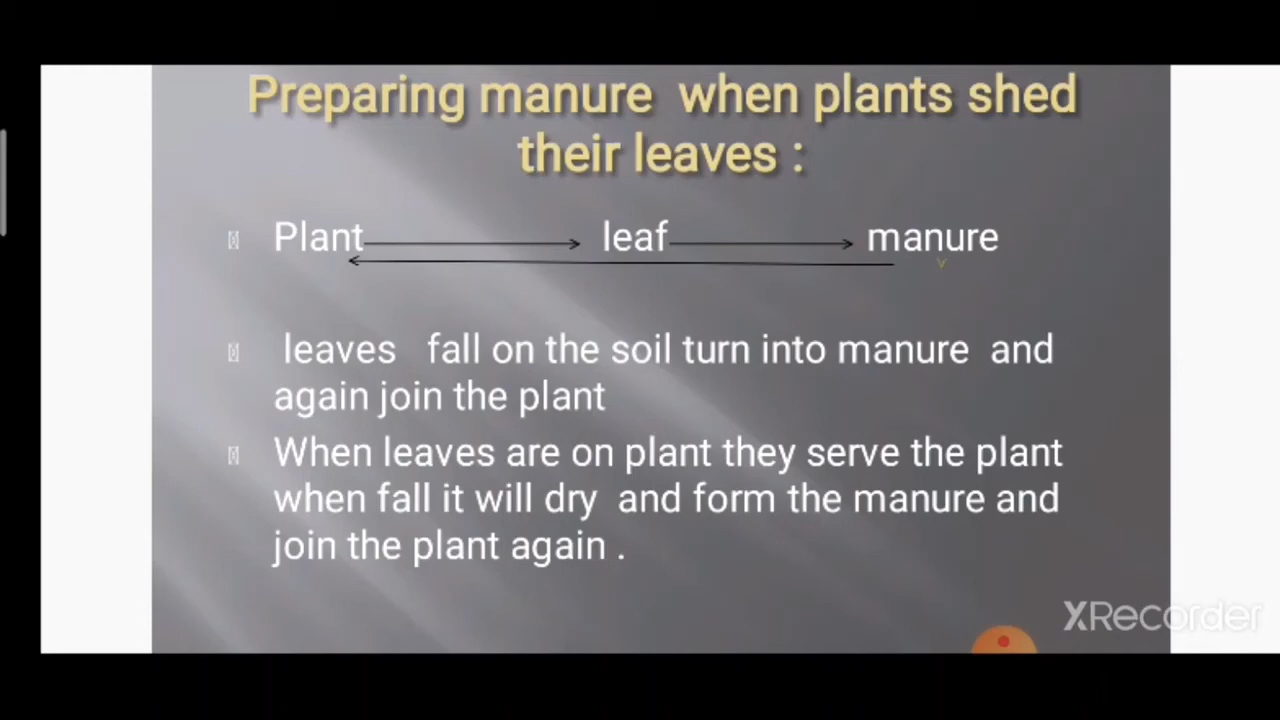 Preparing manure when plants shed
their leaves :
Plant leaf manure
leaves fall on the soil turn into manure and
again join the plant
When leaves are on plant they serve the plant
when fall it will dry and form the manure and
join the plant again .
XRecorder